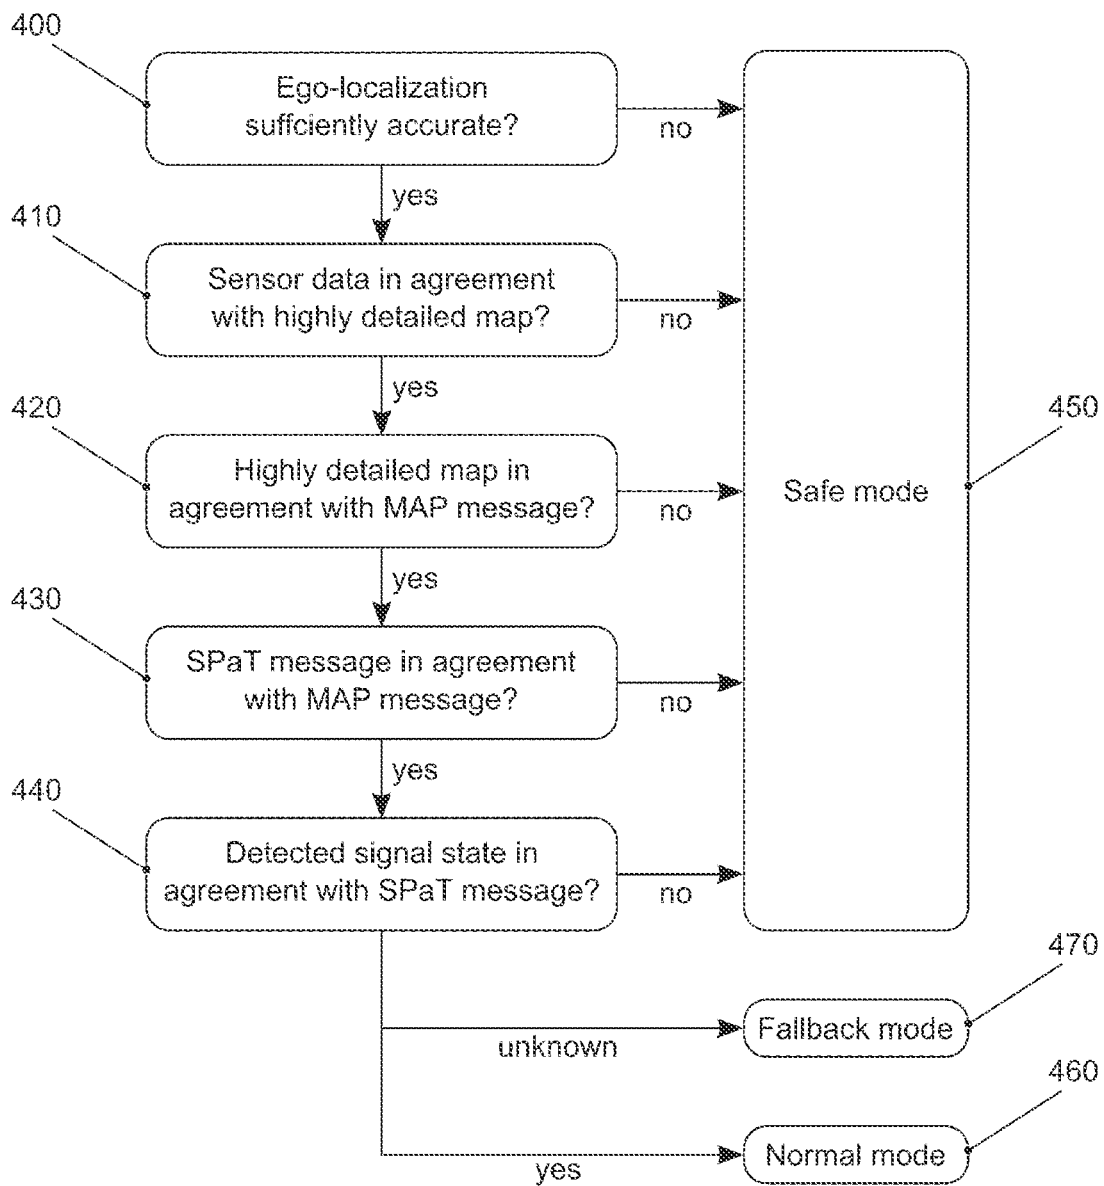 400
Ego-localization
suffciently accurate?
no
yes
410
Sensor data in agreement
with highly detailed map?
no
yes
420
Highly detailed map in
agreement with MAP message?
no
450
Safe mode
yes
430
SPaT message in agreement
with MAP message?
no
yes
440
Detected signal state in
agreement with SPaT message?
no
470
Fallback mode
unknown
460
Normal mode
yes